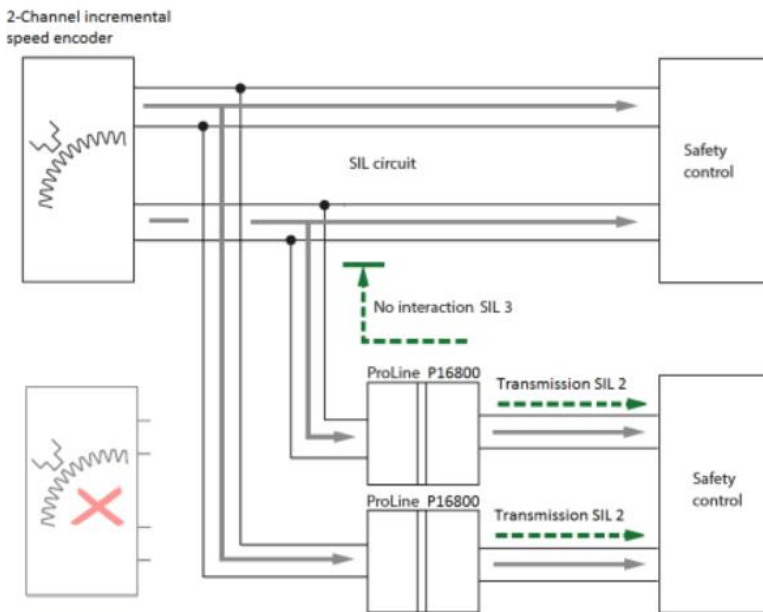 2-Channel incremental
speed encoder
SIL circuit
Safety
control
No interaction SIL 3
ProLine P16800
Transmission SIL 2
Safety
control
ProLine P16800
Transmission SIL 2